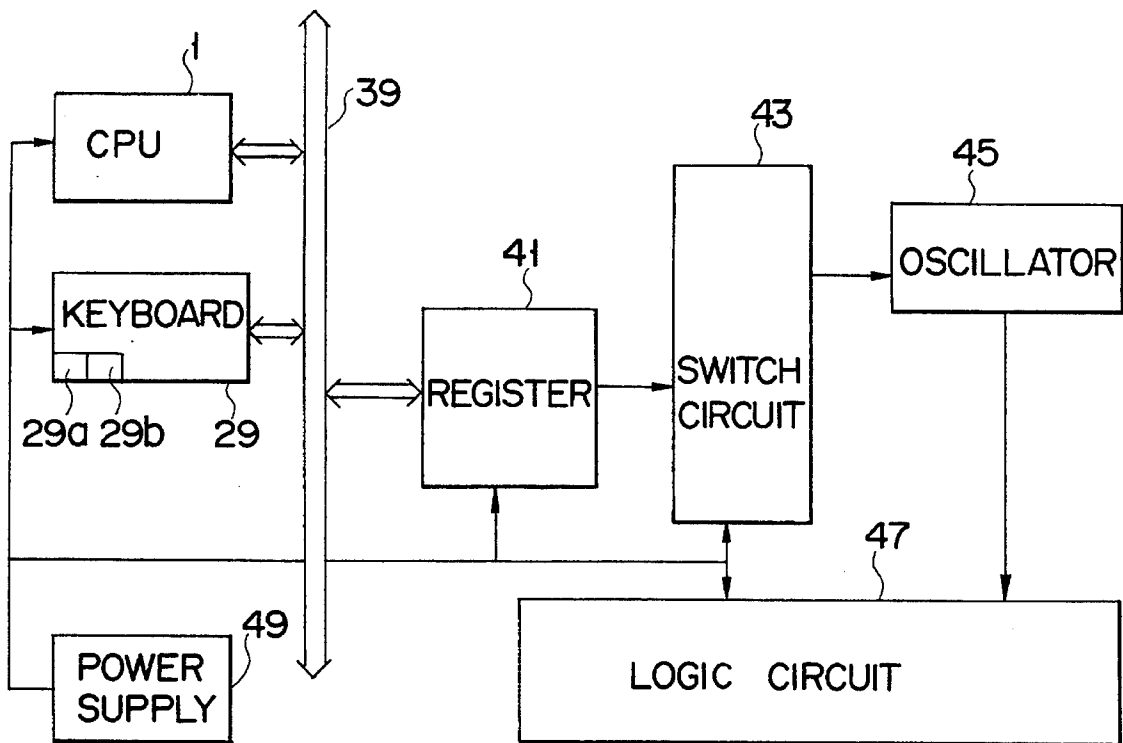 1
CPU
39
43
45
OSCILLATOR
41
KEYBOARD
29a 29b 29
REGISTER
SWITCH
CIRCUIT
47
49
POWER
SUPPLY
LOGIC CIRCUIT